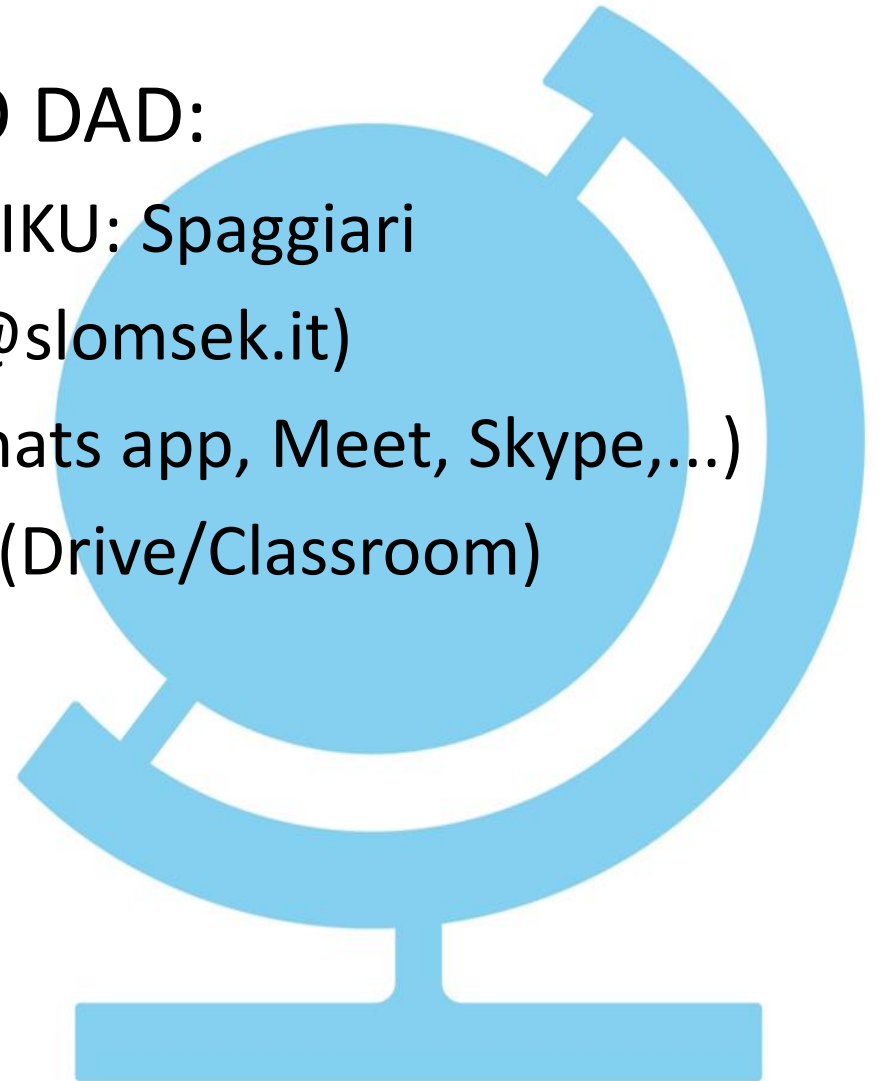 DAD:
IKU: Spaggiari
@slomsek.it)
hats app, Meet, Skype,...)
(Drive/Classroom)